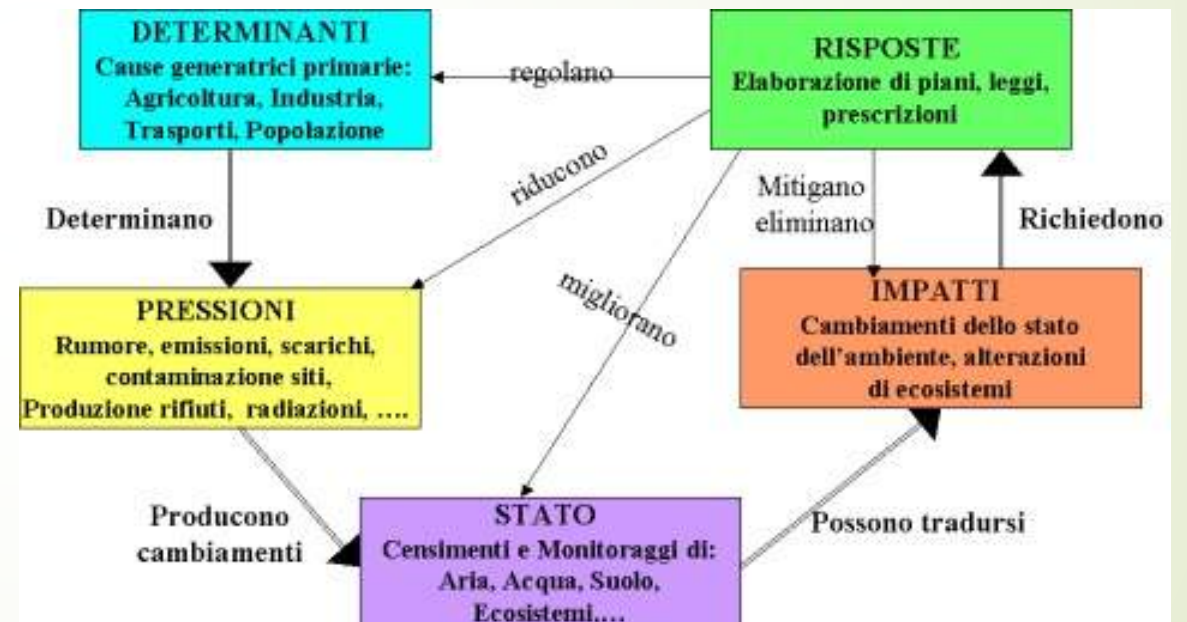 DETERMINANTI
Cause generatrici primarie:
Agricoltura, Industria,
Trasporti, Popolazione
regolano
RISPOSTE
Elaborazione di piani, leggi,
prescrizioni
riducono
Mitigano
eliminano
Richiedono
Determinano
migliorano
PRESSIONI
Rumore, emissioni, scarichi,
contaminazione siti,
Produzione rifiuti, radiazioni, ....
IMPATTI
Cambiamenti dello stato
dell'ambiente, alterazioni
di ecosistemi
Producono
cambiamenti
STATO
Censimenti e Monitoraggi di:
Aria, Acqua, Suolo,
Ecosistemi,...
Possono tradursi